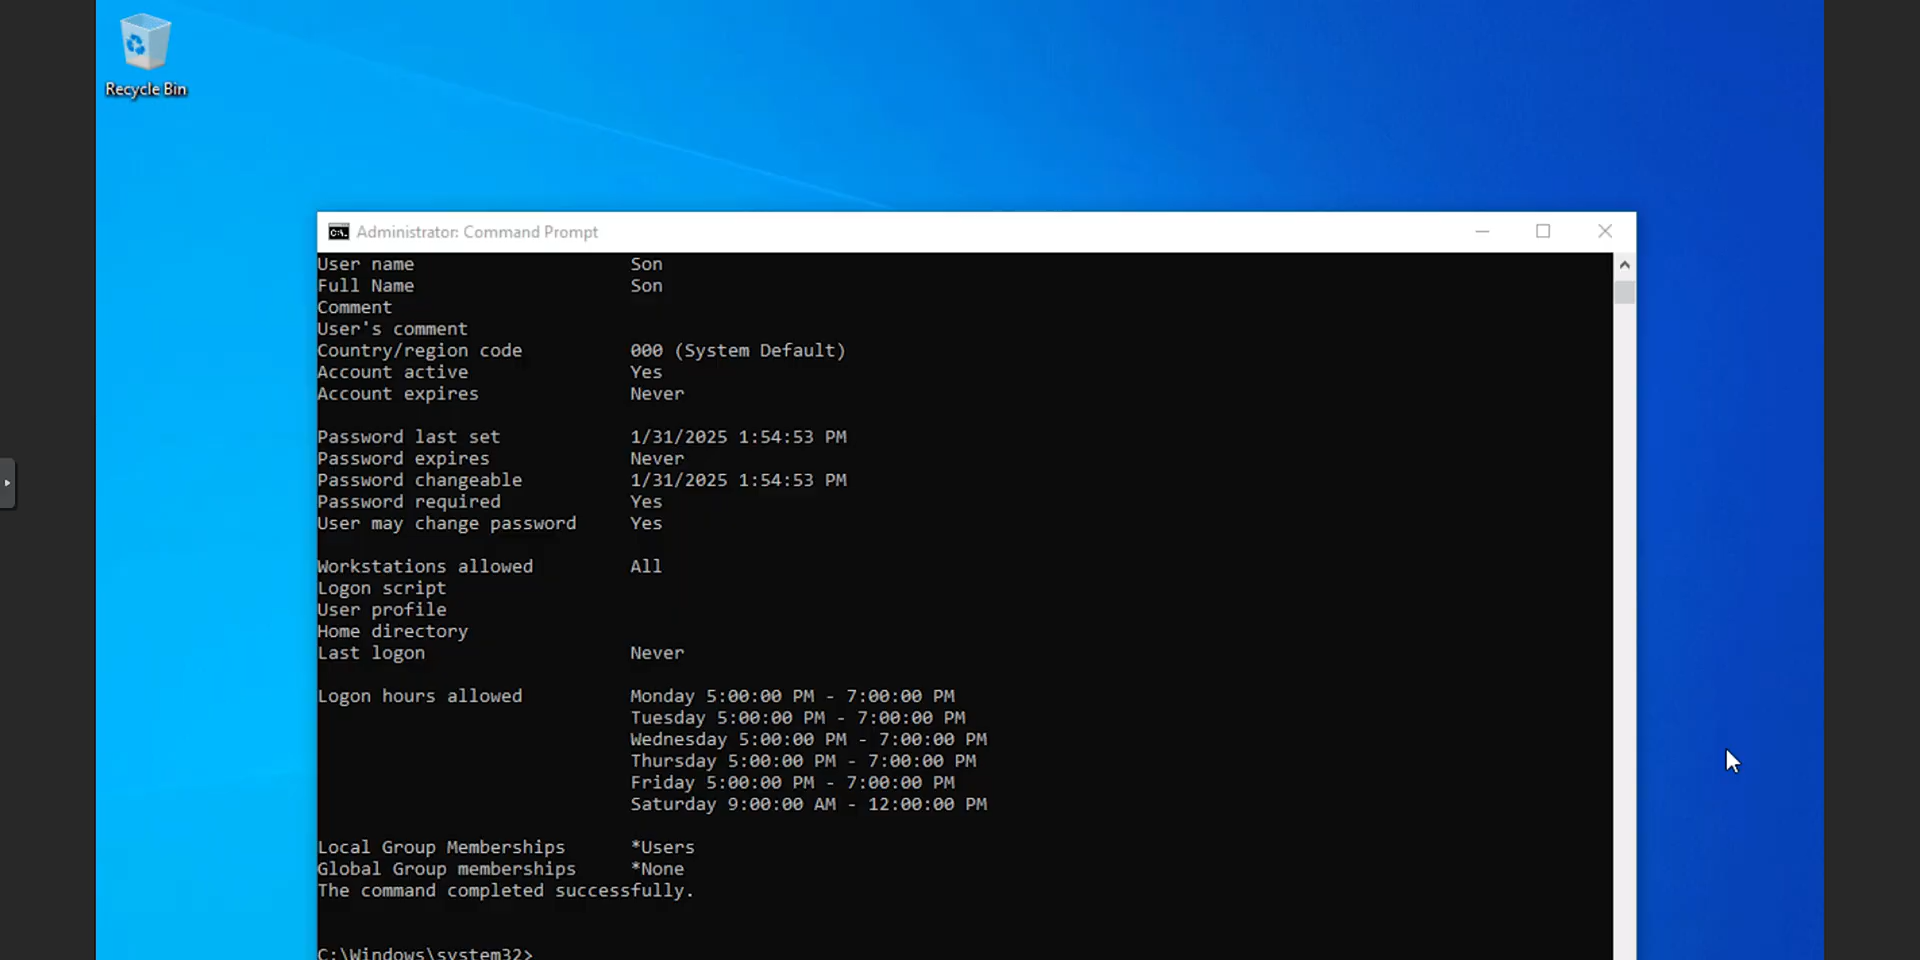 Recycle Bin
Administrator: Command Prompt
User name Son
Full Name Son
Comment
User's comment
Country/region code 000 (System Default)
Account active Yes
Account expires Never
Password last set 1/31/2025 1:54:53 PM
Password expires Never
Password changeable 1/31/2025 1:54:53 PM
Password required Yes
User may change password Yes
Workstations allowed All
Logon script
User profile
Home directory
Last logon Never
Logon hours allowed Monday 5:00:00 PM - 7:00:00 PM
Tuesday 5:00:00 PM - 7:00:00 PM
Wednesday 5:00:00 PM - 7:00:00 PM
Thursday 5:00:00 PM - 7:00:00 PM
Friday 5:00:00 PM - 7:00:00 PM
Saturday 9:00:00 AM - 12:00:00 PM
Local Group Memberships *Users
Global Group memberships *None
The command completed successfully.
C:\Windows\system32>